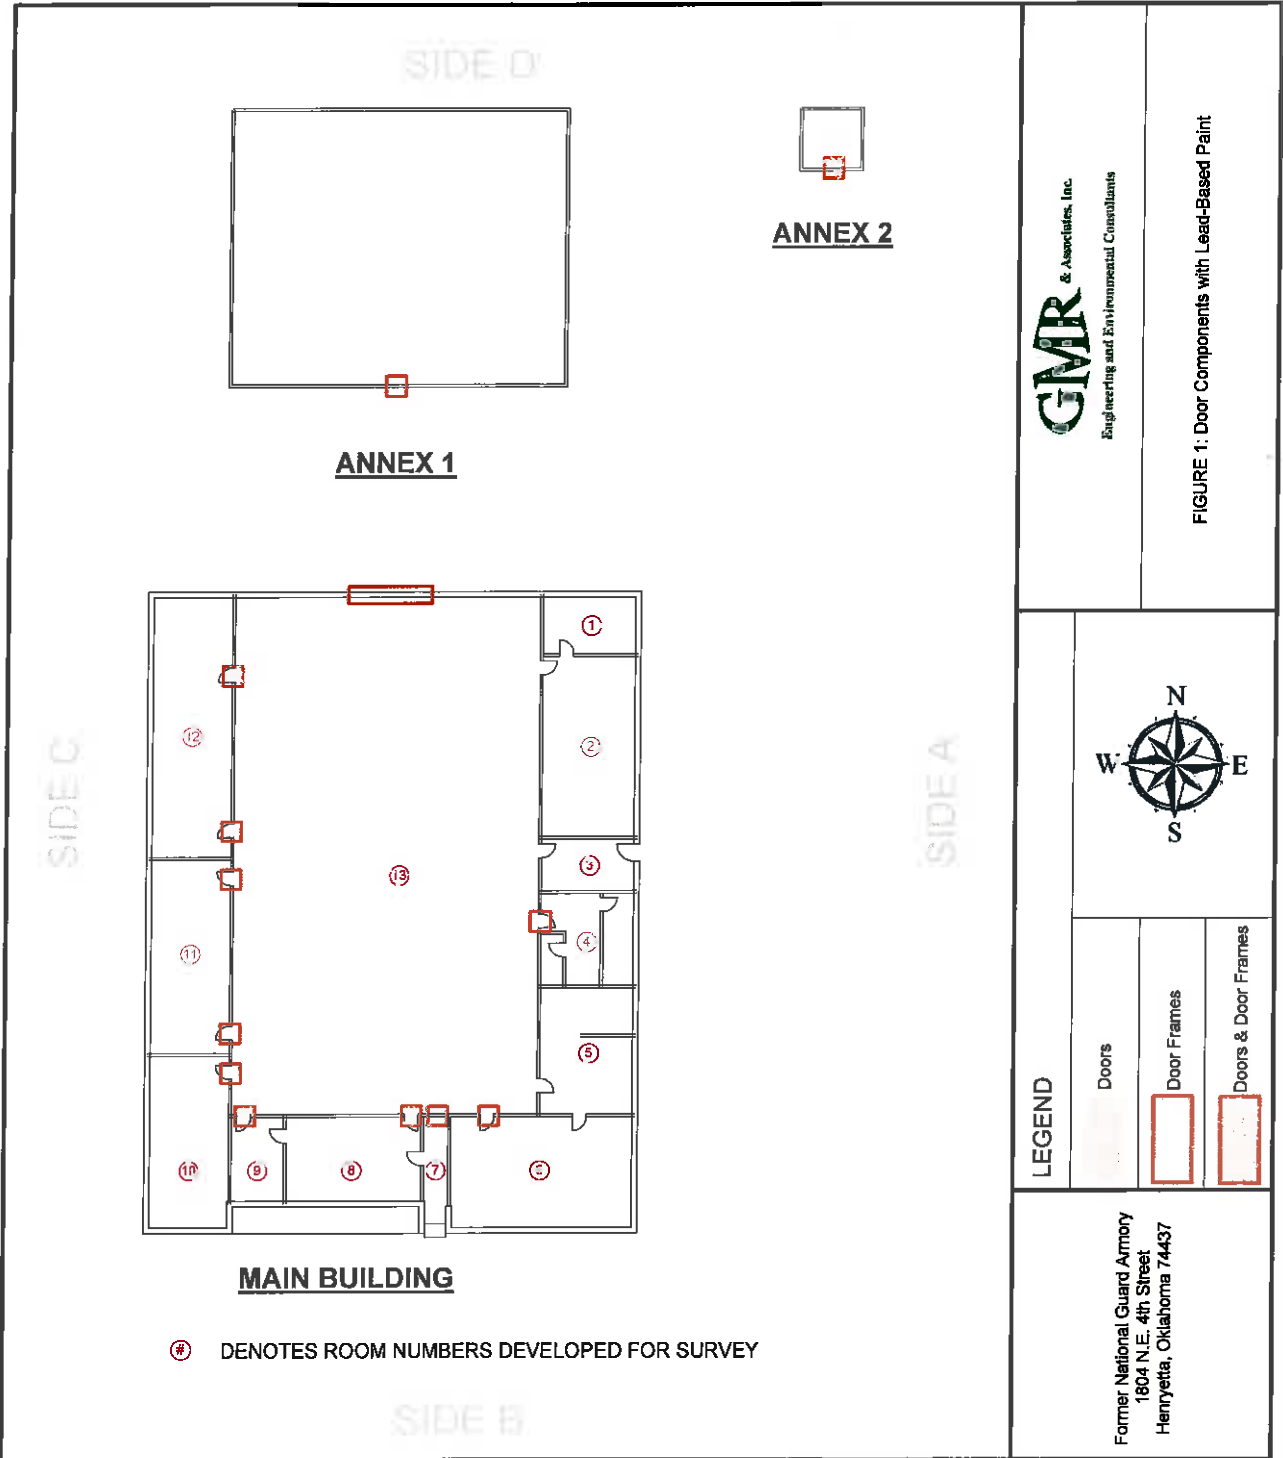 SIDE D
ANNEX 1
ANNEX 2
SIDE C
SIDE A
1
2
3
4
5
6
7
8
9
10
11
12
13
MAIN BUILDING
# DENOTES ROOM NUMBERS DEVELOPED FOR SURVEY
SIDE B
GMR & Associates, Inc.
Engineering and Environmental Consultants
FIGURE 1: Door Components with Lead-Based Paint
N
W
E
S
LEGEND
Doors
Door Frames
Doors & Door Frames
Former National Guard Armory
1804 N.E. 4th Street
Henryetta, Oklahoma 74437